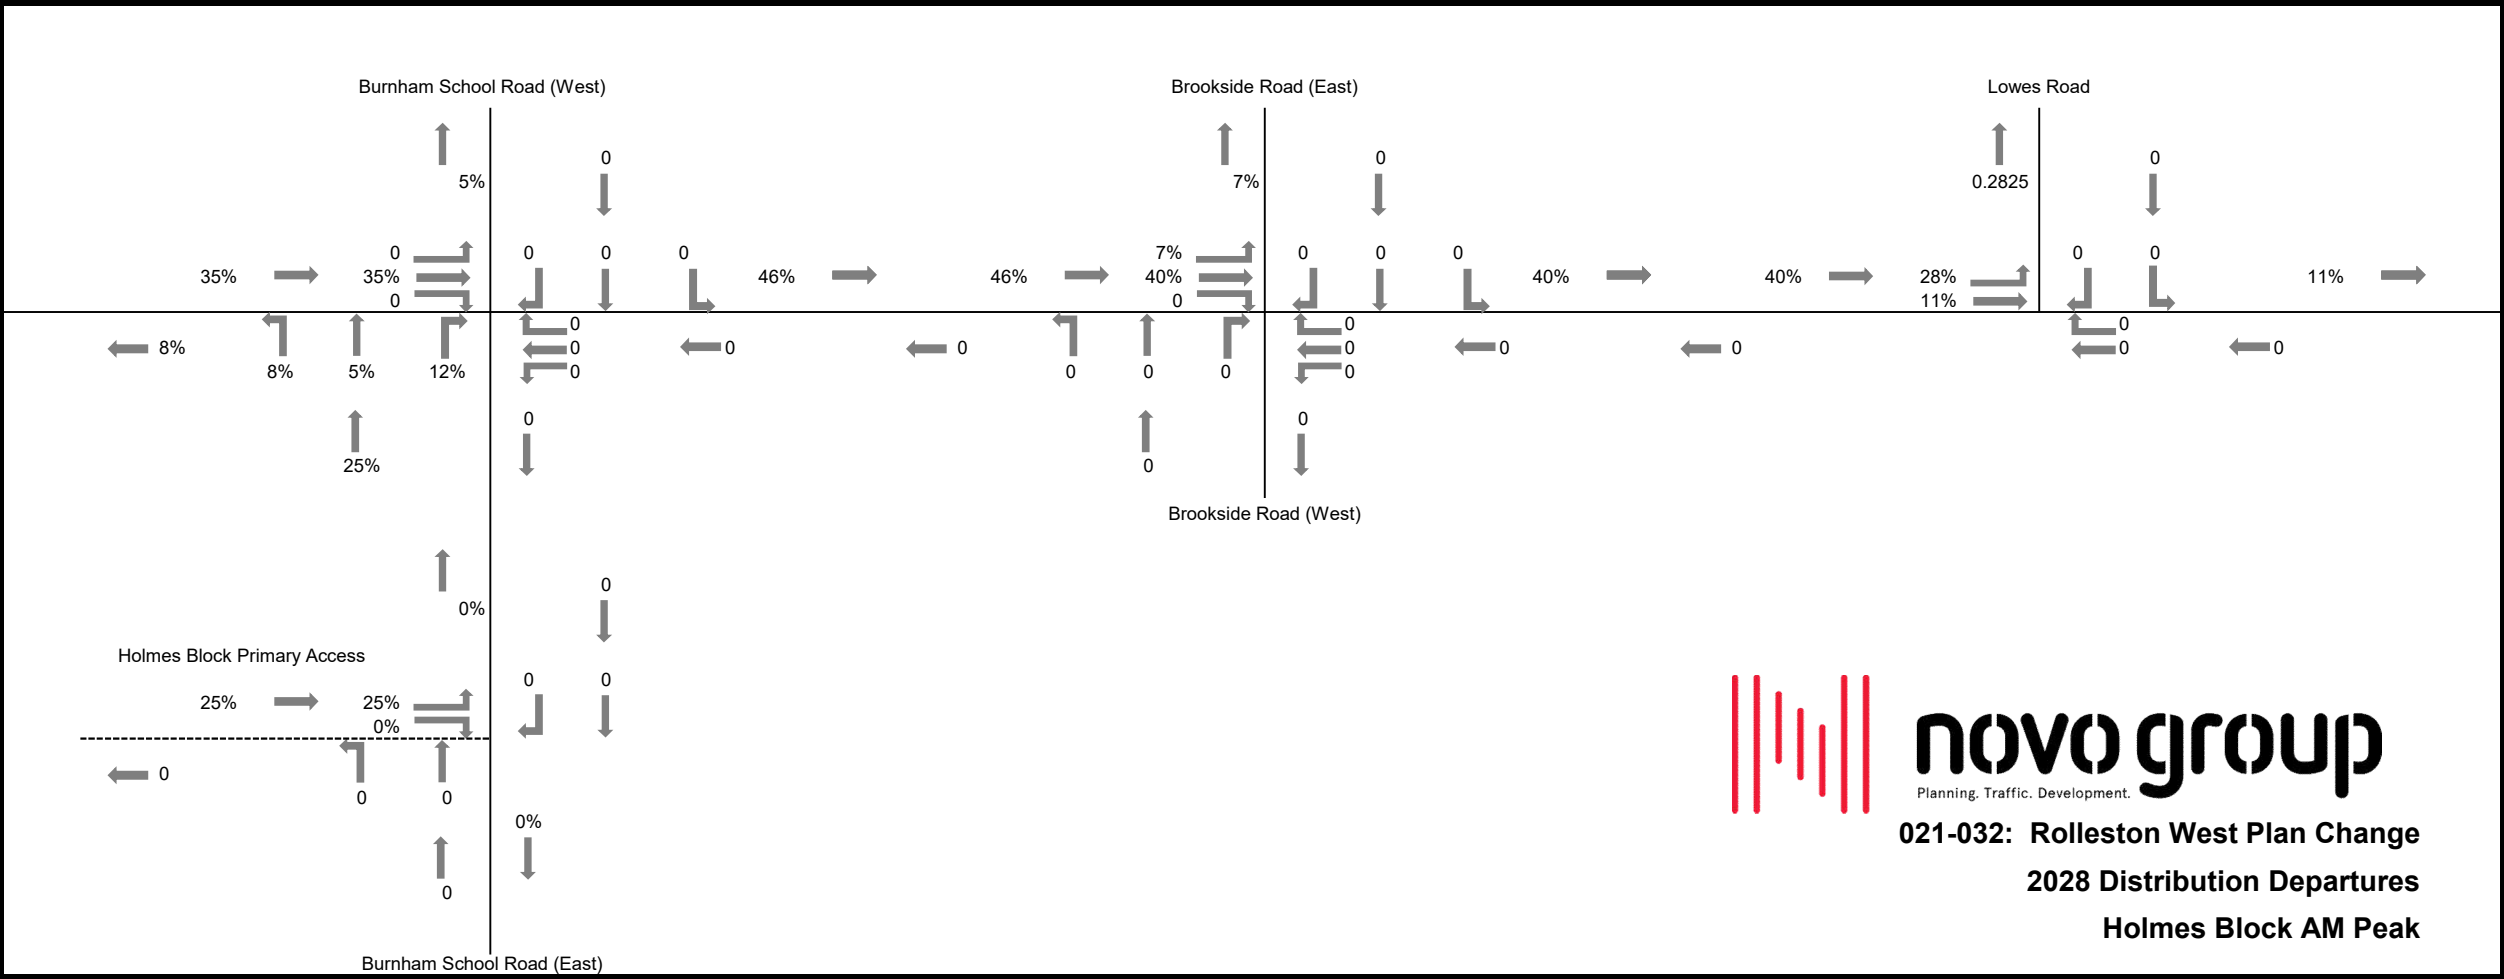 Burnham School Road (West) Brookside Road (East) Lowes Road
0 0 0
5% 7% 0.2825 
0 0 0 0 7% 0 0 0 0 0
35% 35% 46% 46% 40% 40% 40% 28% 11%
0 0 11%
0 0 0
8% 0 0 0 0 0 0 0 0
8% 5% 12% 0 0 0 0 0
0 0
25% 0
Brookside Road (West)
0
0%
Holmes Block Primary Access
0 0
25% 25%
0%
0
0 0
0%
0
Burnham School Road (East)
novo group
Planning. Traffic. Development.
021-032: Rolleston West Plan Change
2028 Distribution Departures
Holmes Block AM Peak